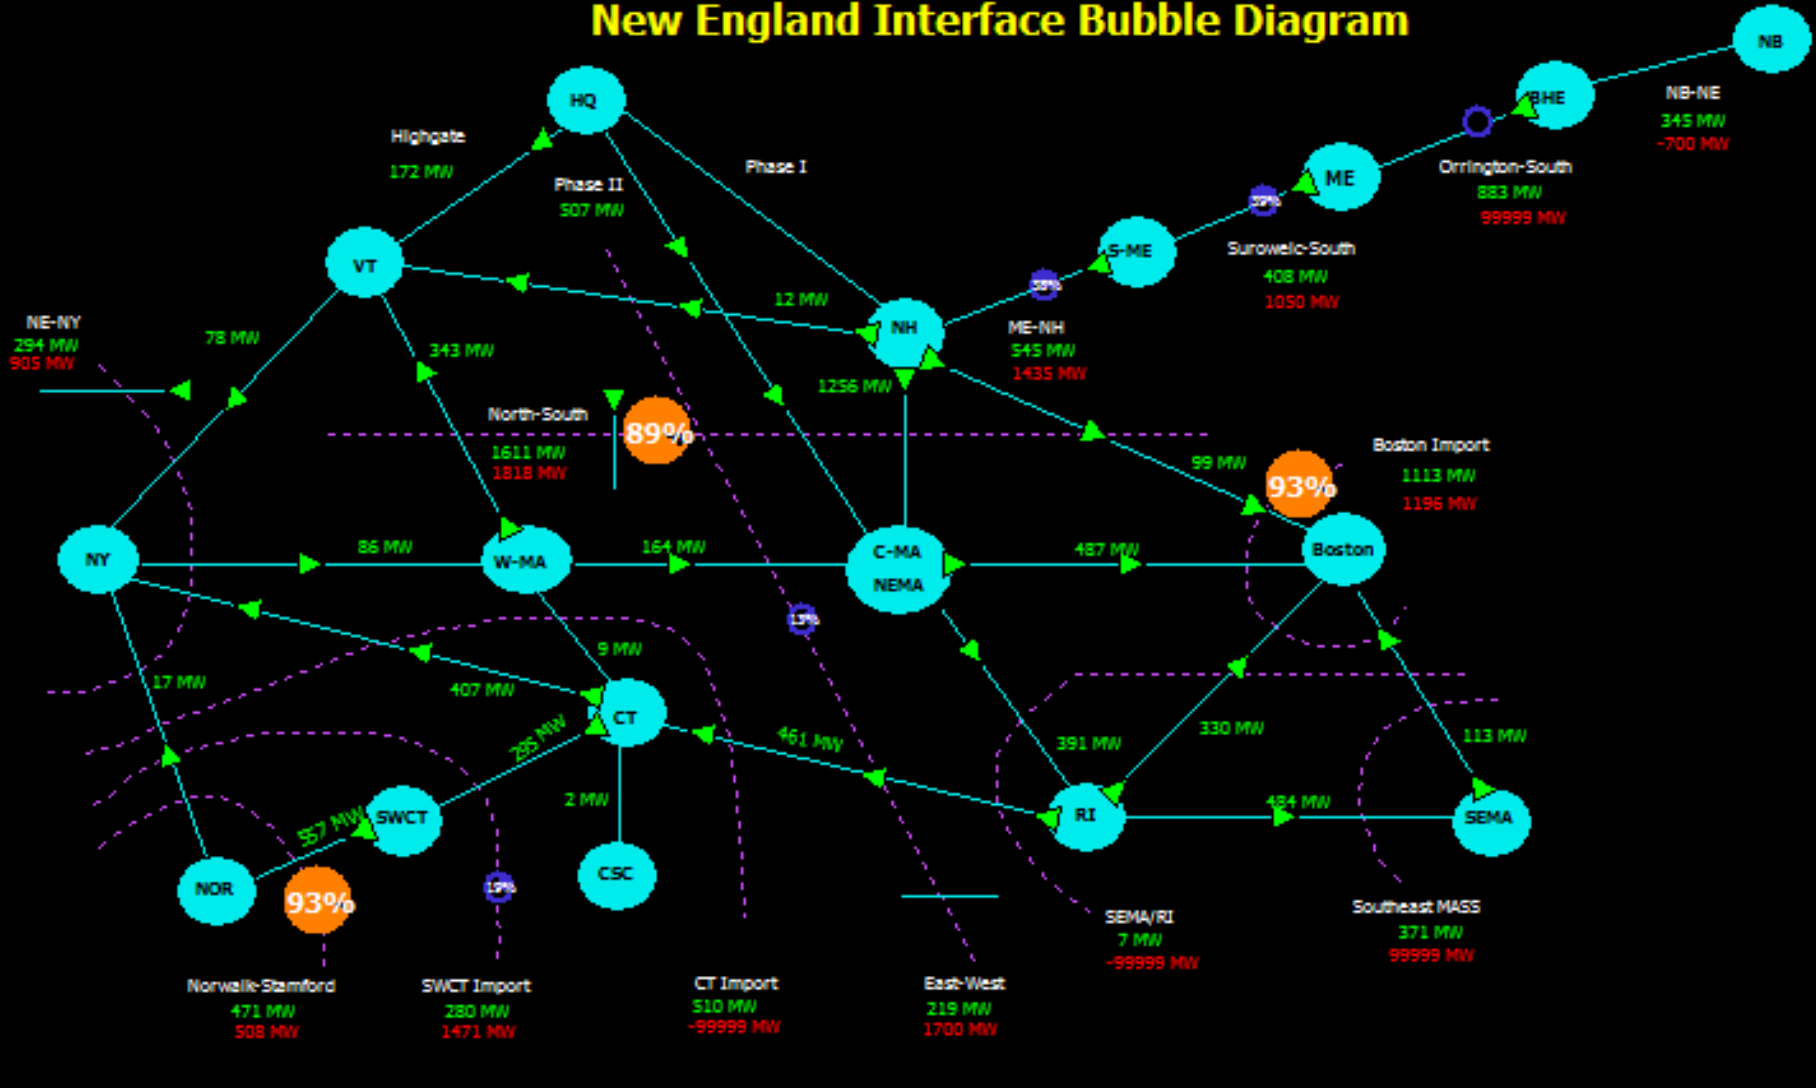 New England Interface Bubble Diagram
NB
HQ
BHE
NB-NE
345 MW
-700 MW
Highgate
172 MW
Phase II
507 MW
Phase I
ME
Orrington-South
883 MW
99999 MW
39%
VT
S-ME
Surowelc-South
408 MW
1050 MW
38%
12 MW
NH
ME-NH
545 MW
1435 MW
NE-NY
294 MW
905 MW
78 MW
343 MW
1256 MW
North-South
1611 MW
1818 MW
89%
99 MW
93%
Boston Import
1113 MW
1196 MW
NY
86 MW
W-MA
164 MW
C-MA
NEMA
487 MW
Boston
13%
9 MW
17 MW
407 MW
CT
295 MW
461 MW
391 MW
330 MW
113 MW
2 MW
557 MW
SWCT
RI
484 MW
SEMA
NOR
93%
19%
CSC
Norwalk-Stamford
471 MW
508 MW
SWCT Import
280 MW
1471 MW
CT Import
510 MW
-99999 MW
East-West
219 MW
1700 MW
SEMA/RI
7 MW
-99999 MW
Southeast MASS
371 MW
99999 MW